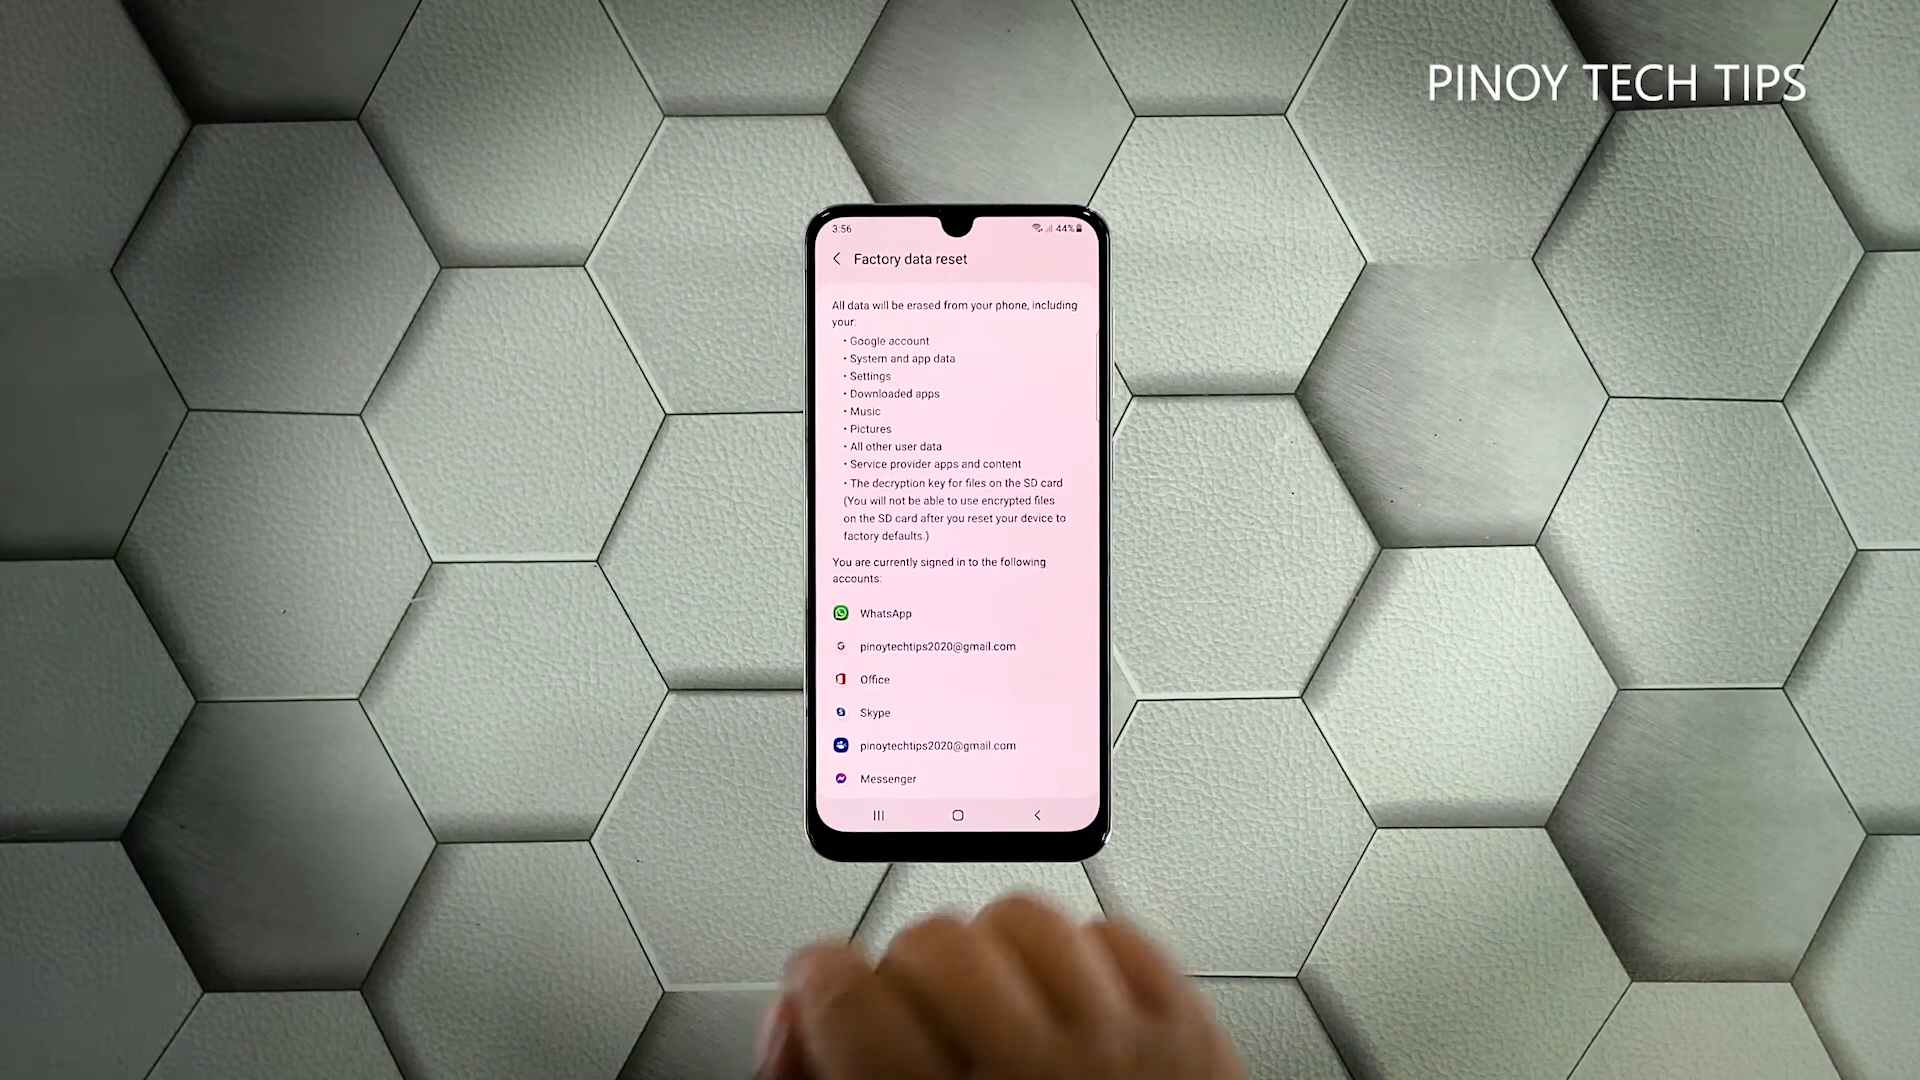 PINOY TECH TIPS
3:56
44%
Factory data reset
All data will be erased from your phone, including
your:
• Google account
• System and app data
• Settings
• Downloaded apps
• Music
• Pictures
• All other user data
• Service provider apps and content
• The decryption key for files on the SD card
(You will not be able to use encrypted files
on the SD card after you reset your device to
factory defaults.)
You are currently signed in to the following
accounts:
WhatsApp
pinoytechtips2020@gmail.com
Office
Skype
pinoytechtips2020@gmail.com
Messenger